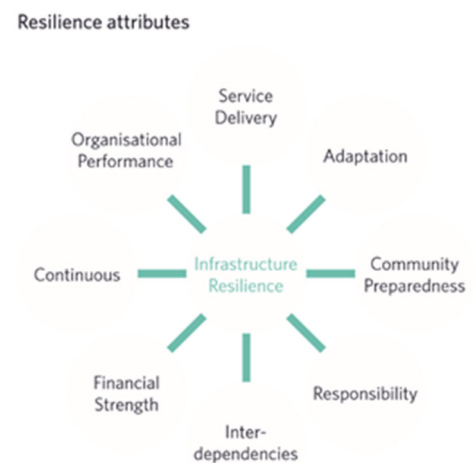 Resilience attributes
Service
Delivery
Organisational
Performance
Adaptation
Continuous
Infrastructure
Resilience
Community
Preparedness
Financial
Strength
Responsibility
Inter-
dependencies